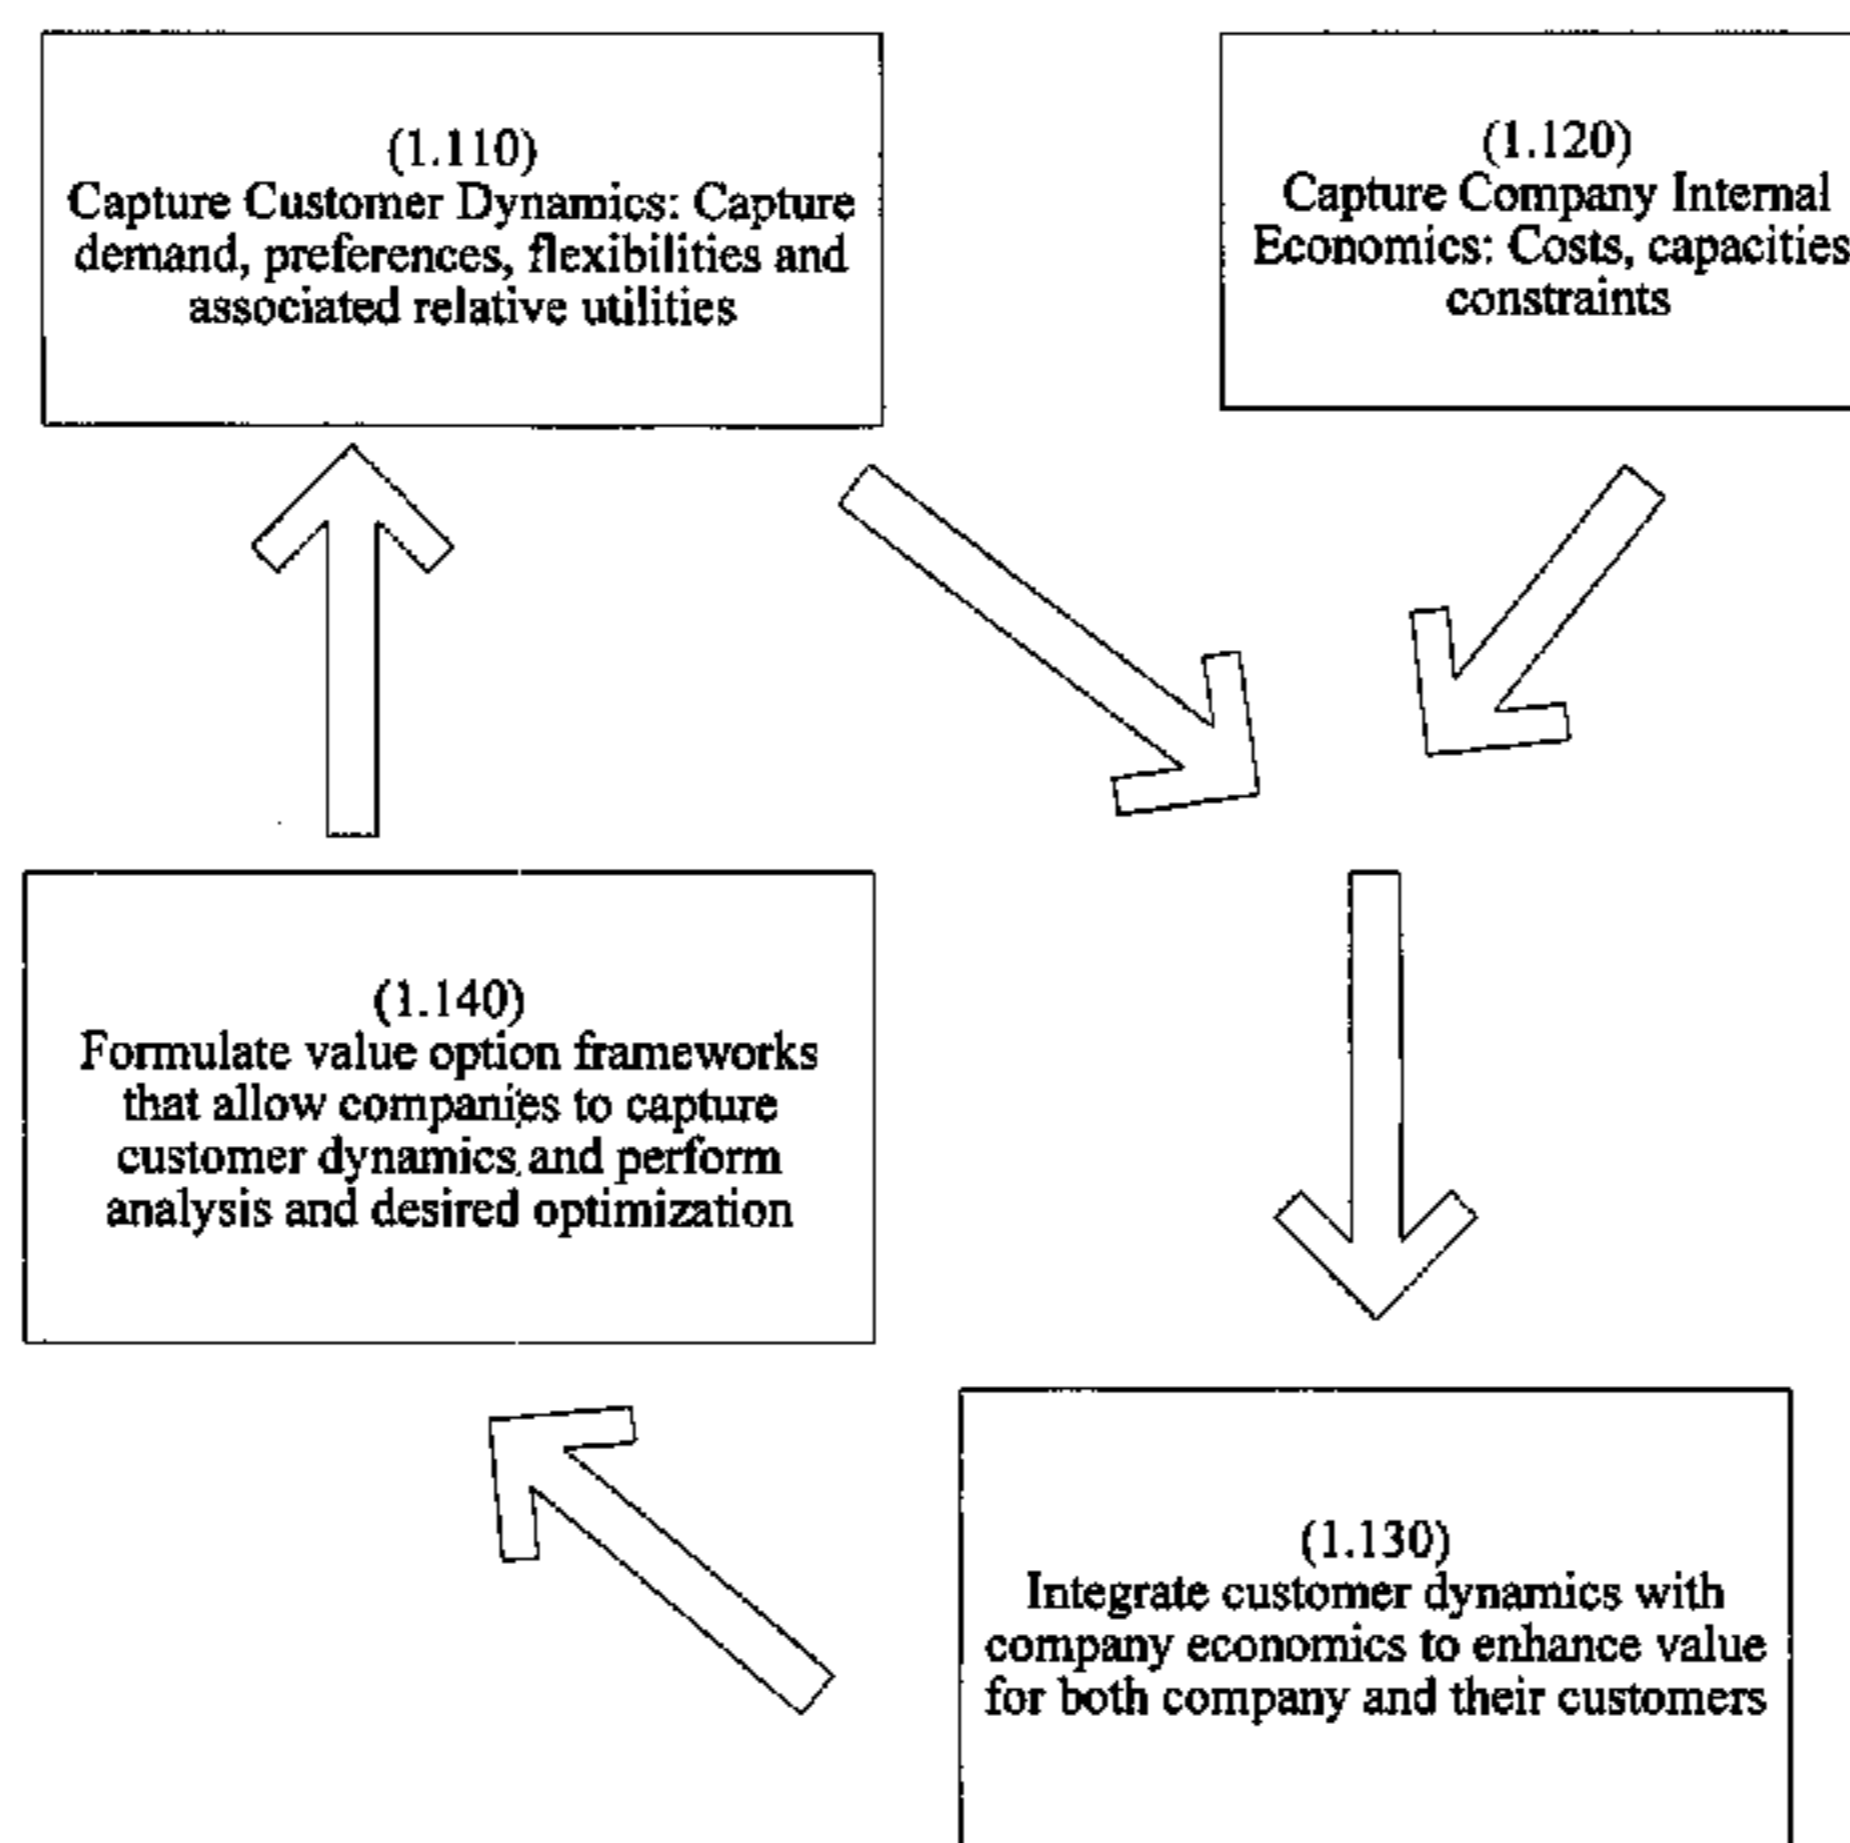 (1.110)
Capture Customer Dynamics: Capture
demand, preferences, flexibilities and
associated relative utilities
(1.120)
Capture Company Internal
Economics: Costs, capacities
constraints
(1.140)
Formulate value option frameworks
that allow companies to capture
customer dynamics and perform
analysis and desired optimization
(1.130)
Integrate customer dynamics with
company economics to enhance value
for both company and their customers